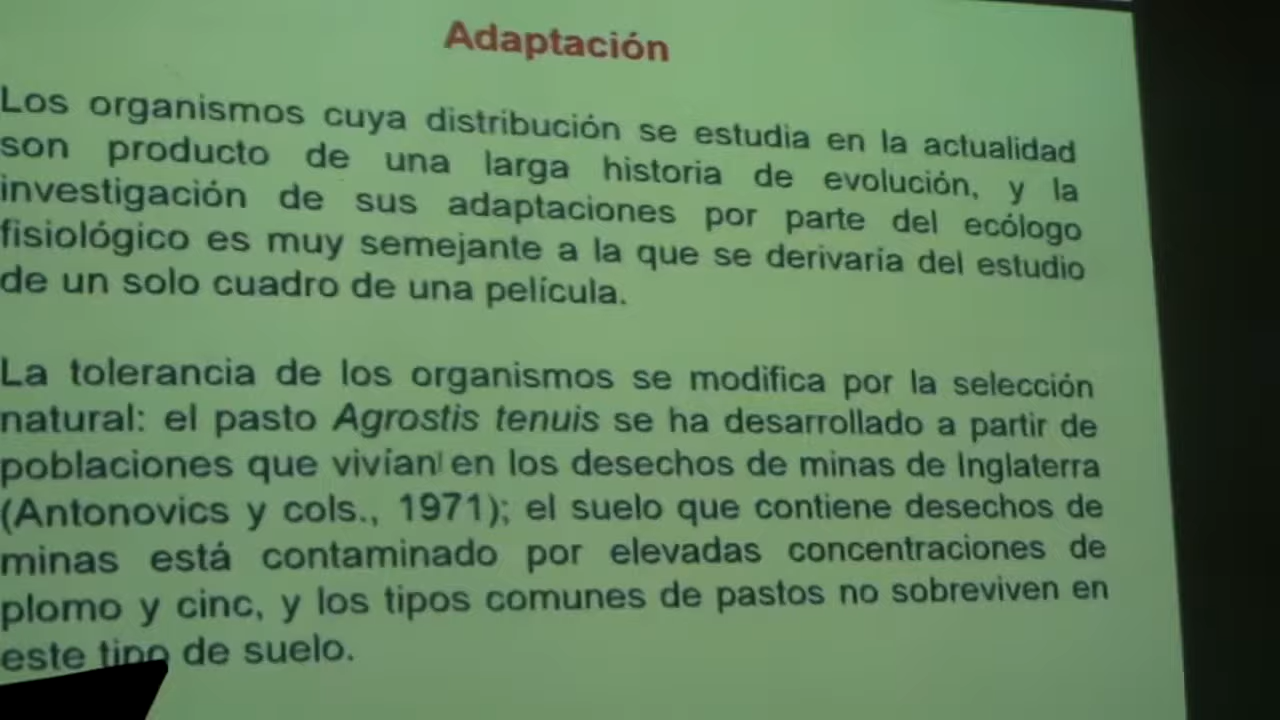 Adaptación
Los organismos cuya distribución se estudia en la actualidad
son producto de una larga historia de evolución, y la
investigación de sus adaptaciones por parte del ecólogo
fisiológico es muy semejante a la que se derivaría del estudio
de un solo cuadro de una película.
La tolerancia de los organismos se modifica por la selección
natural: el pasto Agrostis tenuis se ha desarrollado a partir de
poblaciones que vivían en los desechos de minas de Inglaterra
(Antonovics y cols., 1971); el suelo que contiene desechos de
minas está contaminado por elevadas concentraciones de
plomo y cinc, y los tipos comunes de pastos no sobreviven en
este tipo de suelo.